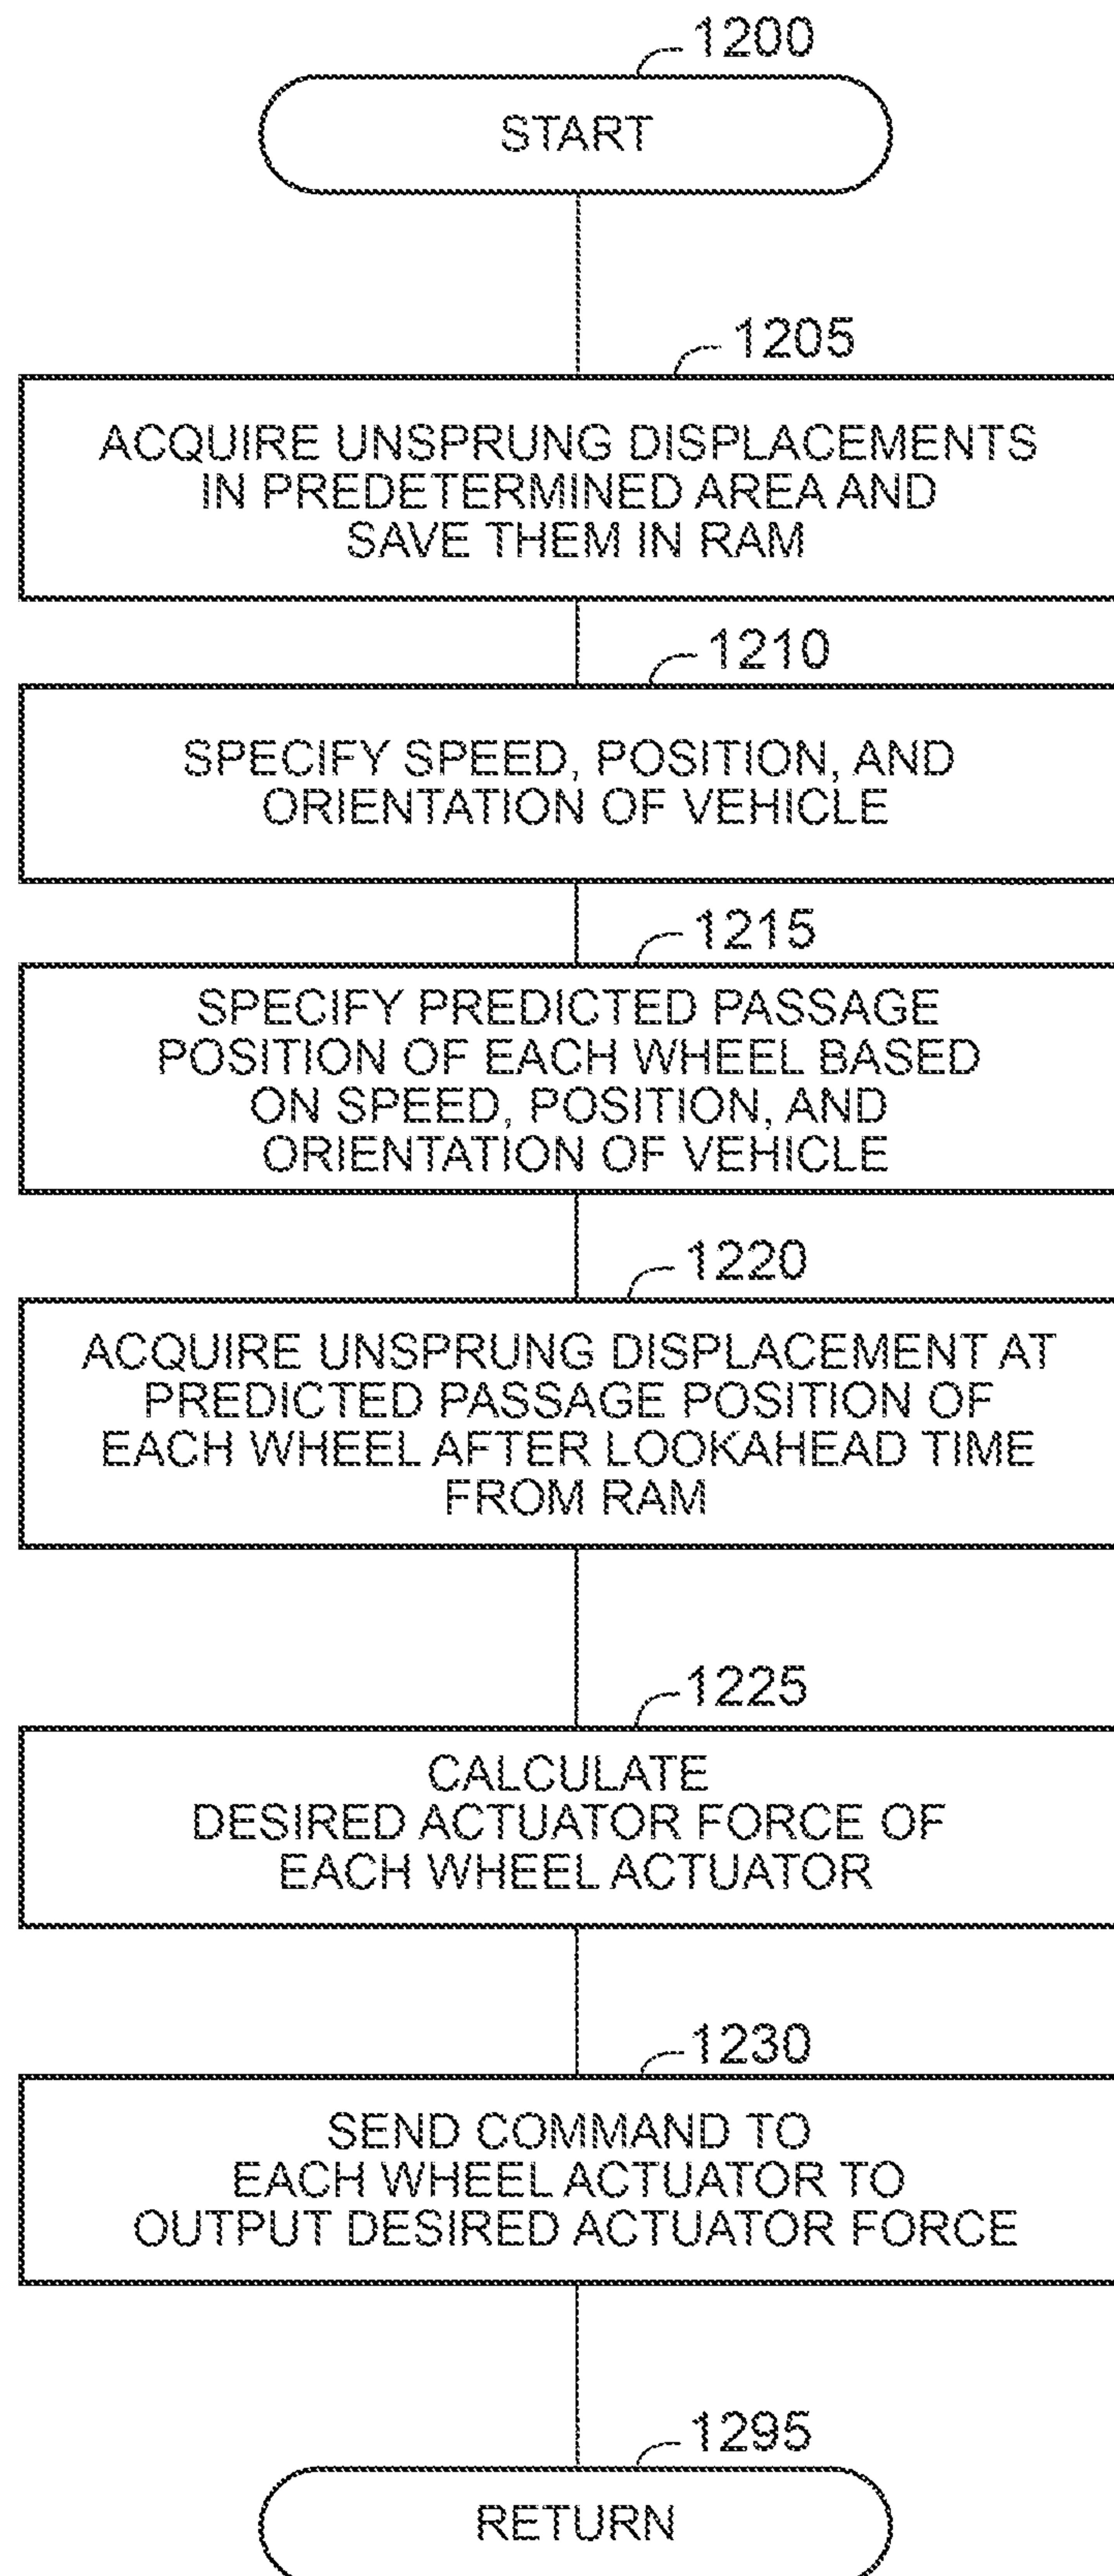 1200
START
1205
ACQUIRE UNSPRUNG DISPLACEMENTS
IN PREDETERMINED AREA AND
SAVE THEM IN RAM
1210
SPECIFY SPEED, POSITION, AND
ORIENTATION OF VEHICLE
1215
SPECIFY PREDICTED PASSAGE
POSITION OF EACH WHEEL BASED
ON SPEED, POSITION, AND
ORIENTATION OF VEHICLE
1220
ACQUIRE UNSPRUNG DISPLACEMENT AT
PREDICTED PASSAGE POSITION OF
EACH WHEEL AFTER LOOKAHEAD TIME
FROM RAM
1225
CALCULATE
DESIRED ACTUATOR FORCE OF
EACH WHEEL ACTUATOR
1230
SEND COMMAND TO
EACH WHEEL ACTUATOR TO
OUTPUT DESIRED ACTUATOR FORCE
1295
RETURN